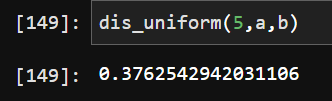 [149]: dis_uniform(5,a,b)
[149]: 0.3762542942031106